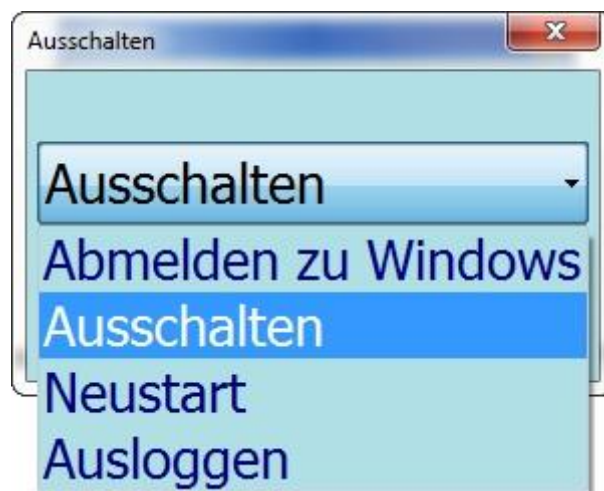 Ausschalten
Ausschalten
Abmelden zu Windows
Ausschalten
Neustart
Ausloggen